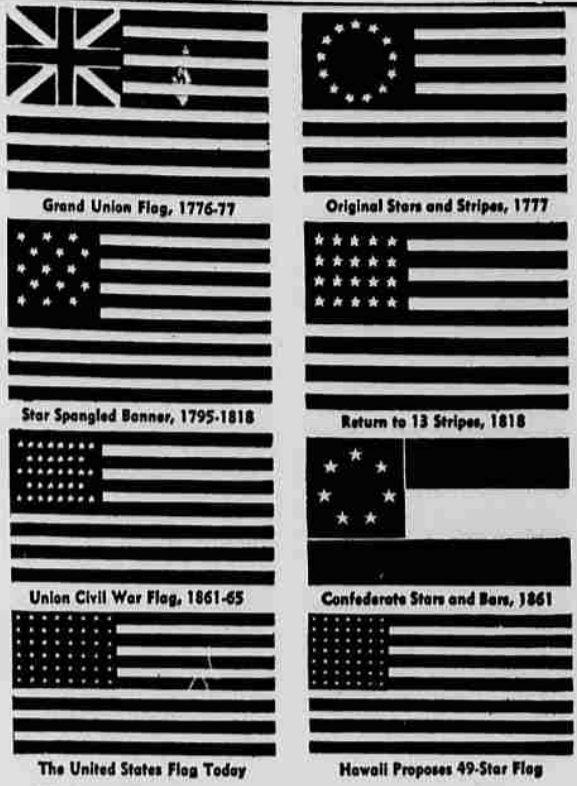 Grand Union Flag, 1776-77
Original Stars and Stripes, 1777
Star Spangled Banner, 1795-1818
Return to 13 Stripes, 1818
Union Civil War Flag, 1861-65
Confederate Stars and Bars, 1861
The United States Flag Today
Hawaii Proposes 49-Star Flag